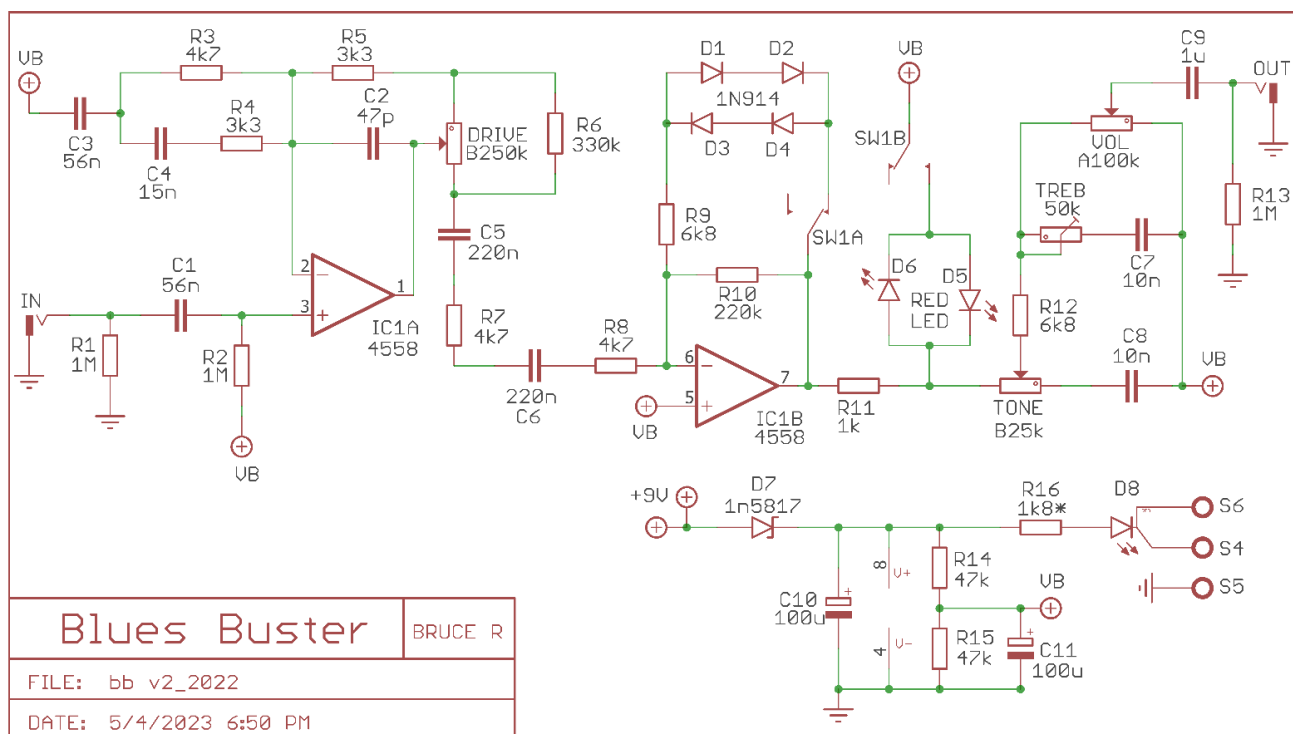 VB
C3
56n
R3
4k7
R4
3k3
C4
15n
R5
3k3
C2
47p
DRIVE
B250k
R6
330k
C5
220n
R7
4k7
220n
C6
R8
4k7
IN
R1
1M
C1
56n
R2
1M
VB
2
3
1
-
+
IC1A
4558
D1
D2
1N914
D3
D4
R9
6k8
SW1A
R10
220k
VB
6
5
7
-
+
IC1B
4558
VB
SW1B
D6
D5
RED
LED
R11
1k
TONE
B25k
R12
6k8
TREB
50k
C7
10n
C8
10n
VB
VOL
A100k
C9
1u
OUT
R13
1M
+9V
D7
1n5817
C10
100u
8
V+
4
V-
R14
47k
R15
47k
VB
C11
100u
+
+
R16
1k8*
D8
S6
S4
S5
Blues Buster
BRUCE R
FILE: bb v2_2022
DATE: 5/4/2023 6:50 PM